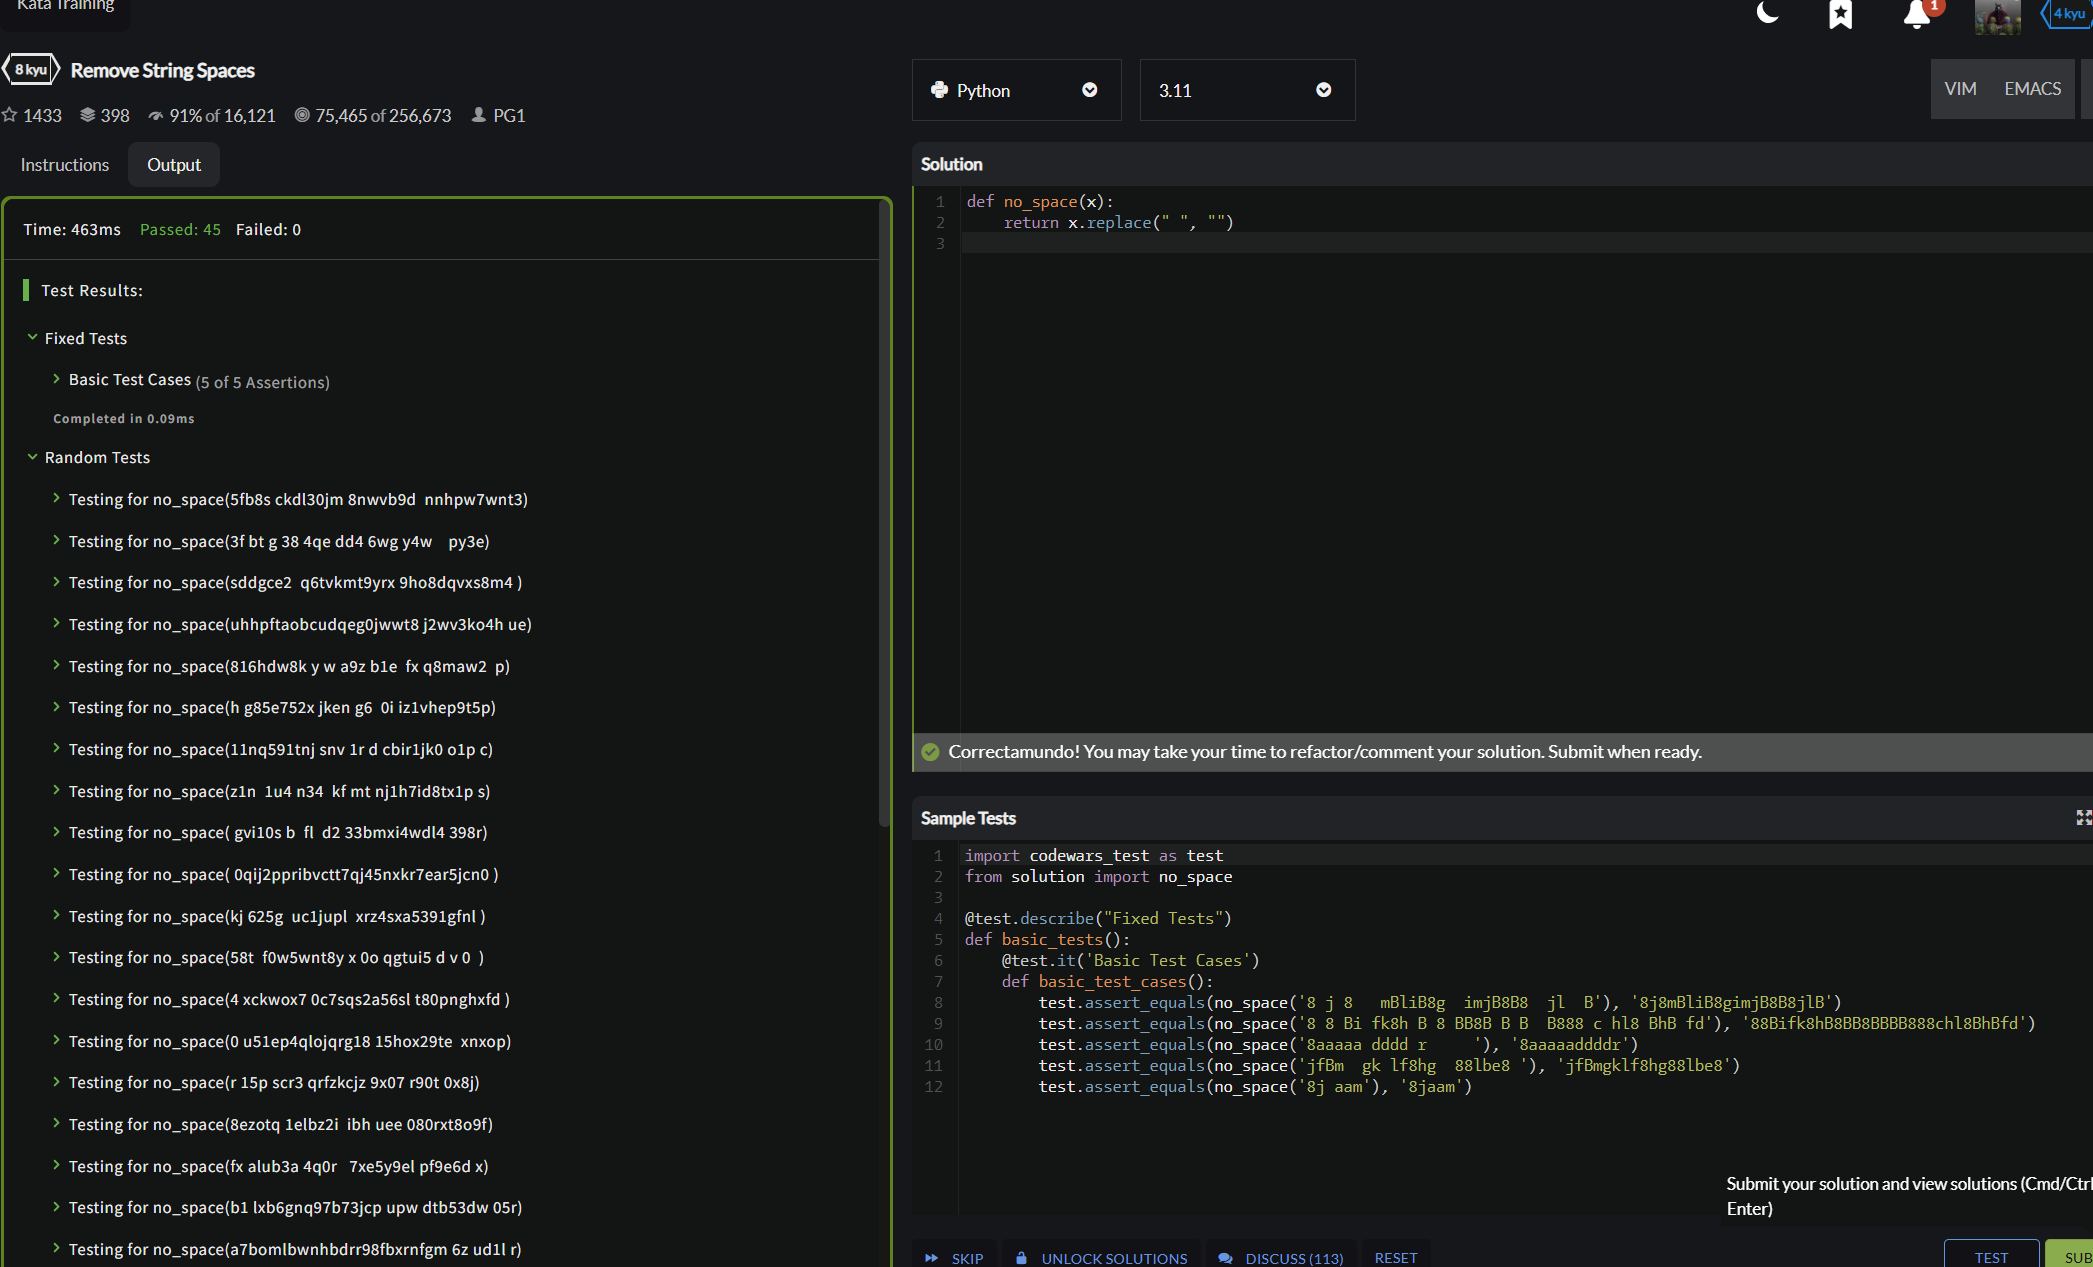 Kata Training
1
4 kyu
8 kyu Remove String Spaces
1433 398 91% of 16,121 75,465 of 256,673 PG1
Instructions Output
Time: 463ms Passed: 45 Failed: 0
Test Results:
Fixed Tests
Basic Test Cases (5 of 5 Assertions)
Completed in 0.09ms
Random Tests
Testing for no_space(5fb8s ckdl30jm 8nwvb9d  nnhpw7wnt3)
Testing for no_space(3f bt g 38 4qe dd4 6wg y4w    py3e)
Testing for no_space(sddgce2  q6tvkmt9yrx 9ho8dqvxs8m4 )
Testing for no_space(uhhpftaobcudqeg0jwwt8 j2wv3ko4h ue)
Testing for no_space(816hdw8k y w a9z b1e  fx q8maw2  p)
Testing for no_space(h g85e752x jken g6  0i iz1vhep9t5p)
Testing for no_space(11nq591tnj snv 1r d cbir1jk0 o1p c)
Testing for no_space(z1n  1u4 n34  kf mt nj1h7id8tx1p s)
Testing for no_space( gvi10s b  fl  d2 33bmxi4wdl4 398r)
Testing for no_space( 0qij2ppribvctt7qj45nxkr7ear5jcn0 )
Testing for no_space(kj 625g  uc1jupl  xrz4sxa5391gfnl )
Testing for no_space(58t  f0w5wnt8y x 0o qgtui5 d v 0  )
Testing for no_space(4 xckwox7 0c7sqs2a56sl t80pnghxfd )
Testing for no_space(0 u51ep4qlojqrg18 15hox29te  xnxop)
Testing for no_space(r 15p scr3 qrfzkcjz 9x07 r90t 0x8j)
Testing for no_space(8ezotq 1elbz2i  ibh uee 080rxt8o9f)
Testing for no_space(fx alub3a 4q0r   7xe5y9el pf9e6d x)
Testing for no_space(b1 lxb6gnq97b73jcp upw dtb53dw 05r)
Testing for no_space(a7bomlbwnhbdrr98fbxrnfgm 6z ud1l r)
Python 3.11 VIM EMACS
Solution
1 def no_space(x):
2     return x.replace(" ", "")
3
Correctamundo! You may take your time to refactor/comment your solution. Submit when ready.
Sample Tests
1 import codewars_test as test
2 from solution import no_space
3
4 @test.describe("Fixed Tests")
5 def basic_tests():
6     @test.it('Basic Test Cases')
7     def basic_test_cases():
8         test.assert_equals(no_space('8 j 8   mBliB8g  imjB8B8  jl  B'), '8j8mBliB8gimjB8B8jlB')
9         test.assert_equals(no_space('8 8 Bi fk8h B 8 BB8B B B  B888 c hl8 BhB fd'), '88Bifk8hB8BB8BBBB888chl8BhBfd')
10         test.assert_equals(no_space('8aaaaa dddd r     '), '8aaaaaddddr')
11         test.assert_equals(no_space('jfBm  gk lf8hg  88lbe8 '), 'jfBmgklf8hg88lbe8')
12         test.assert_equals(no_space('8j aam'), '8jaam')
Submit your solution and view solutions (Cmd/Ctrl
Enter)
SKIP UNLOCK SOLUTIONS DISCUSS (113) RESET TEST SUB